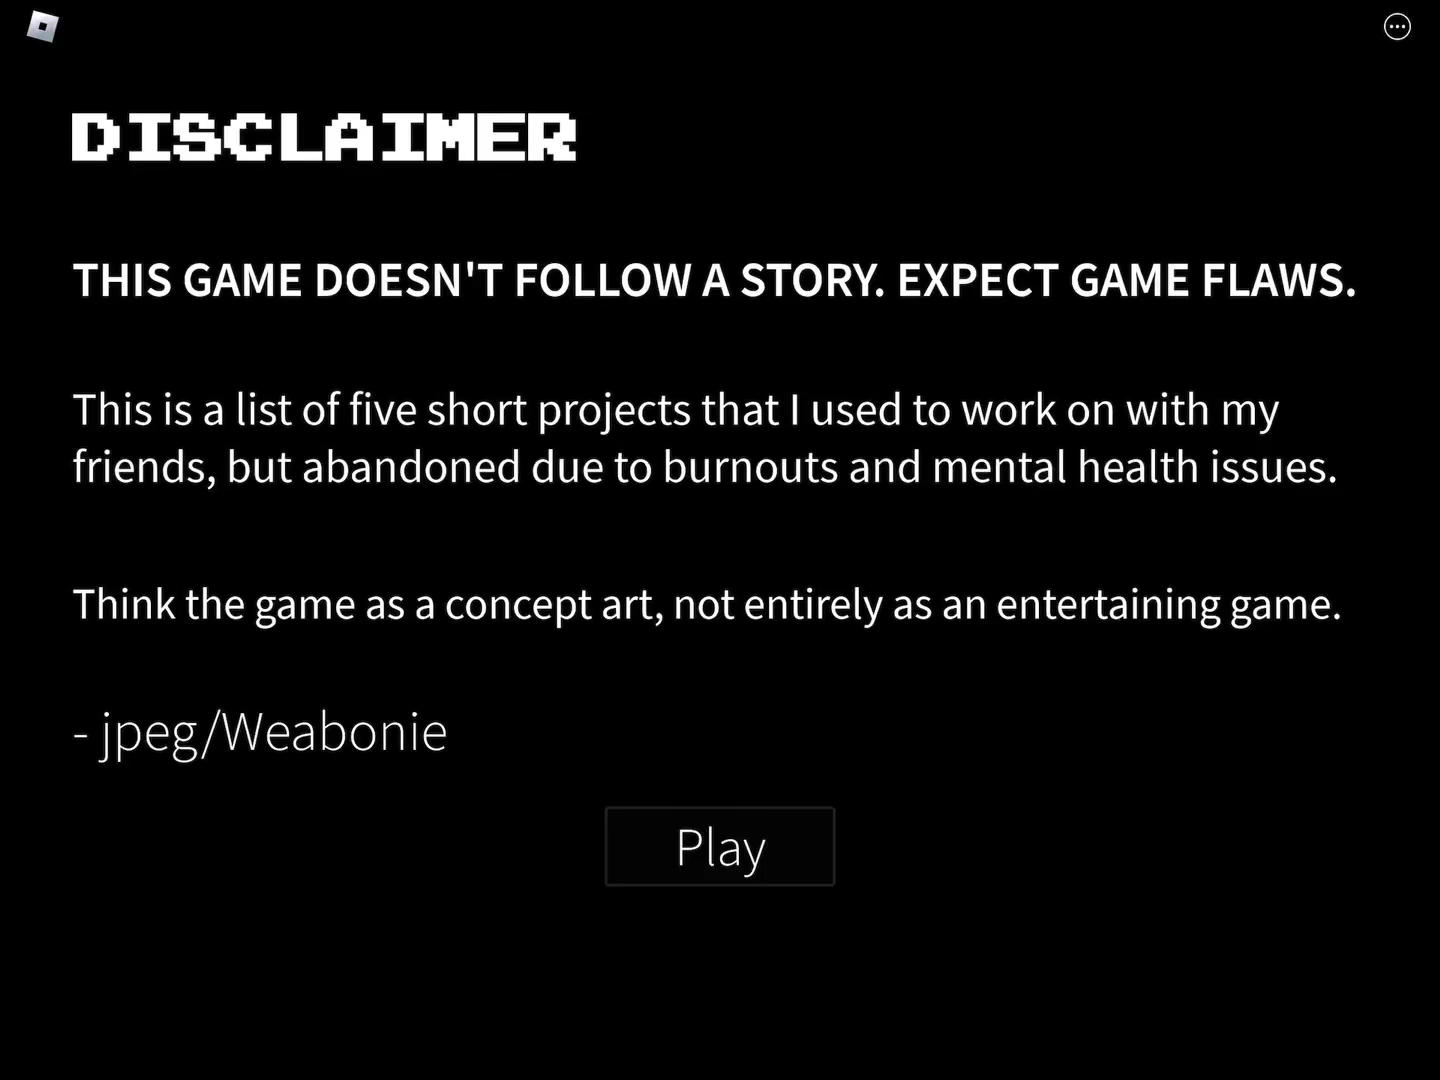 DISCLAIMER
THIS GAME DOESN'T FOLLOW A STORY. EXPECT GAME FLAWS.
This is a list of five short projects that I used to work on with my
friends, but abandoned due to burnouts and mental health issues.
Think the game as a concept art, not entirely as an entertaining game.
- jpeg/Weabonie
Play